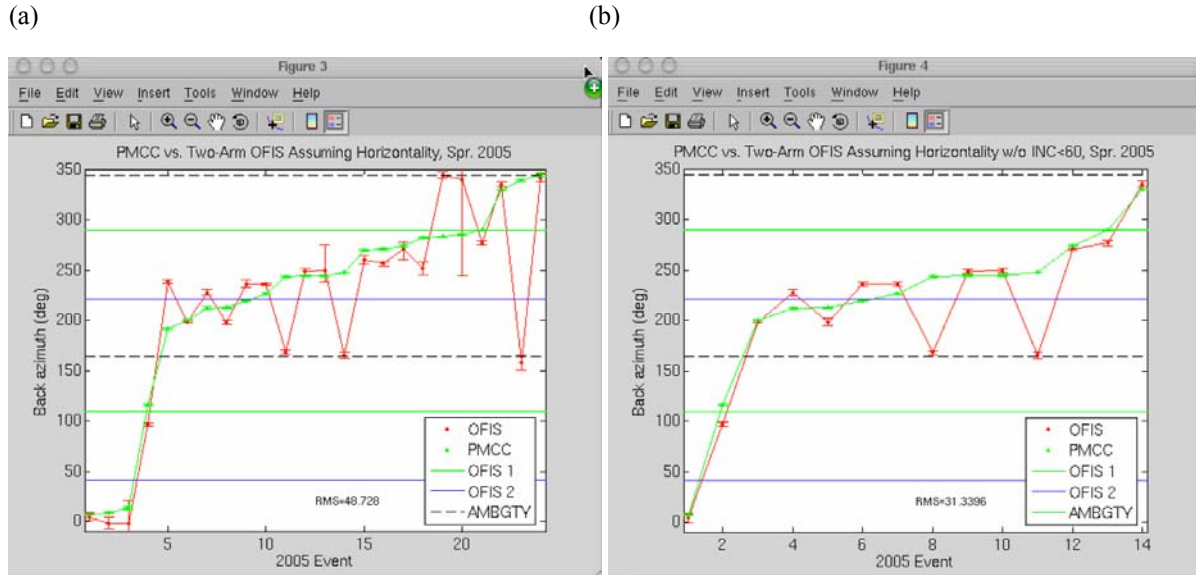 (a)
(b)
Figure 3
File Edit View Insert Tools Window Help
PMCC vs. Two-Arm OFIS Assuming Horizontality, Spr. 2005
350
300
250
200
150
100
50
0
Back azimuth (deg)
5
10
15
20
2005 Event
RMS=48.728
OFIS
PMCC
OFIS 1
OFIS 2
AMBGTY
Figure 4
File Edit View Insert Tools Window Help
PMCC vs. Two-Arm OFIS Assuming Horizontality w/o INC<60, Spr. 2005
350
300
250
200
150
100
50
0
Back azimuth (deg)
2
4
6
8
10
12
14
2005 Event
RMS=31.3396
OFIS
PMCC
OFIS 1
OFIS 2
AMBGTY